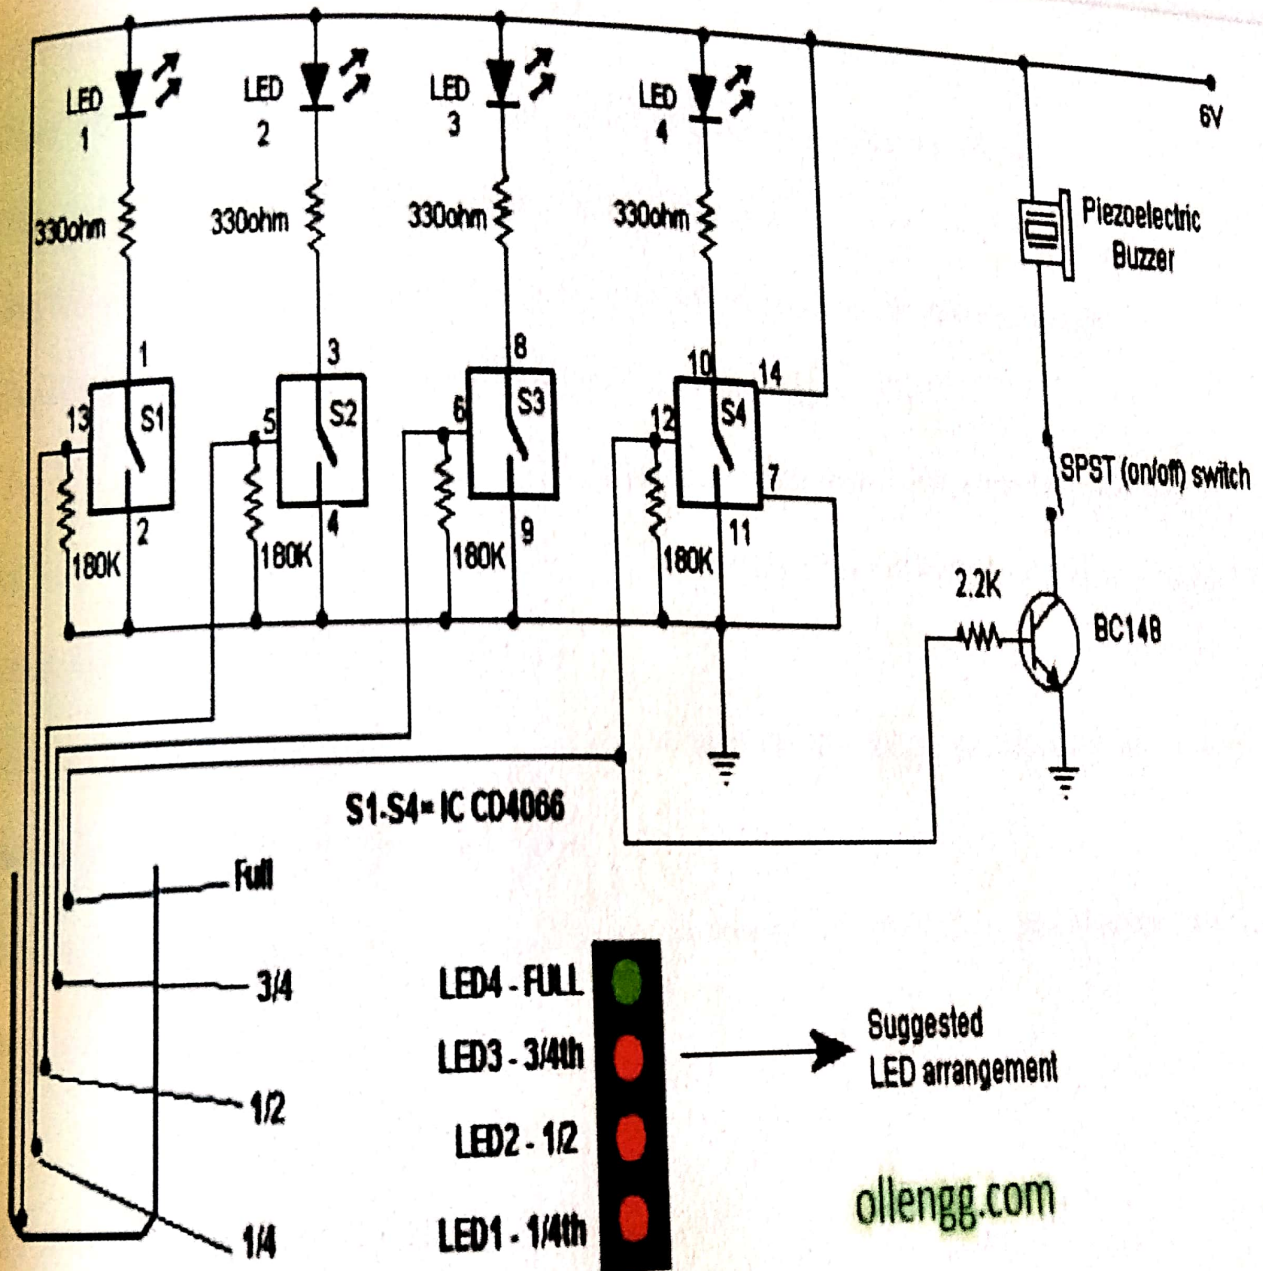 LED
1
LED
2
LED
3
LED
4
6V
330ohm
330ohm
330ohm
330ohm
Piezoelectric
Buzzer
1
3
8
10
14
13
S1
5
S2
6
S3
12
S4
7
SPST (on/off) switch
2
4
9
11
180K
180K
180K
180K
2.2K
BC148
S1-S4= IC CD4066
Full
3/4
1/2
1/4
LED4 - FULL
LED3 - 3/4th
LED2 - 1/2
LED1 - 1/4th
Suggested
LED arrangement
ollengg.com